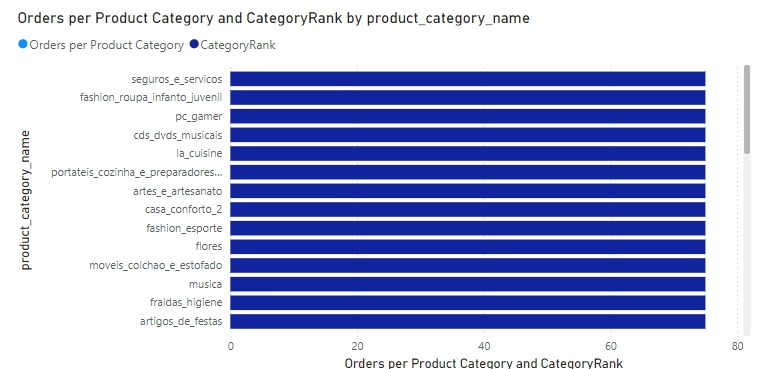 Orders per Product Category and CategoryRank by product_category_name
Orders per Product Category CategoryRank
product_category_name
seguros_e_servicos
fashion_roupa_infanto_juvenil
pc_gamer
cds_dvds_musicais
la_cuisine
portateis_cozinha_e_preparadores...
artes_e_artesanato
casa_conforto_2
fashion_esporte
flores
moveis_colchao_e_estofado
musica
fraldas_higiene
artigos_de_festas
0 20 40 60 80
Orders per Product Category and CategoryRank